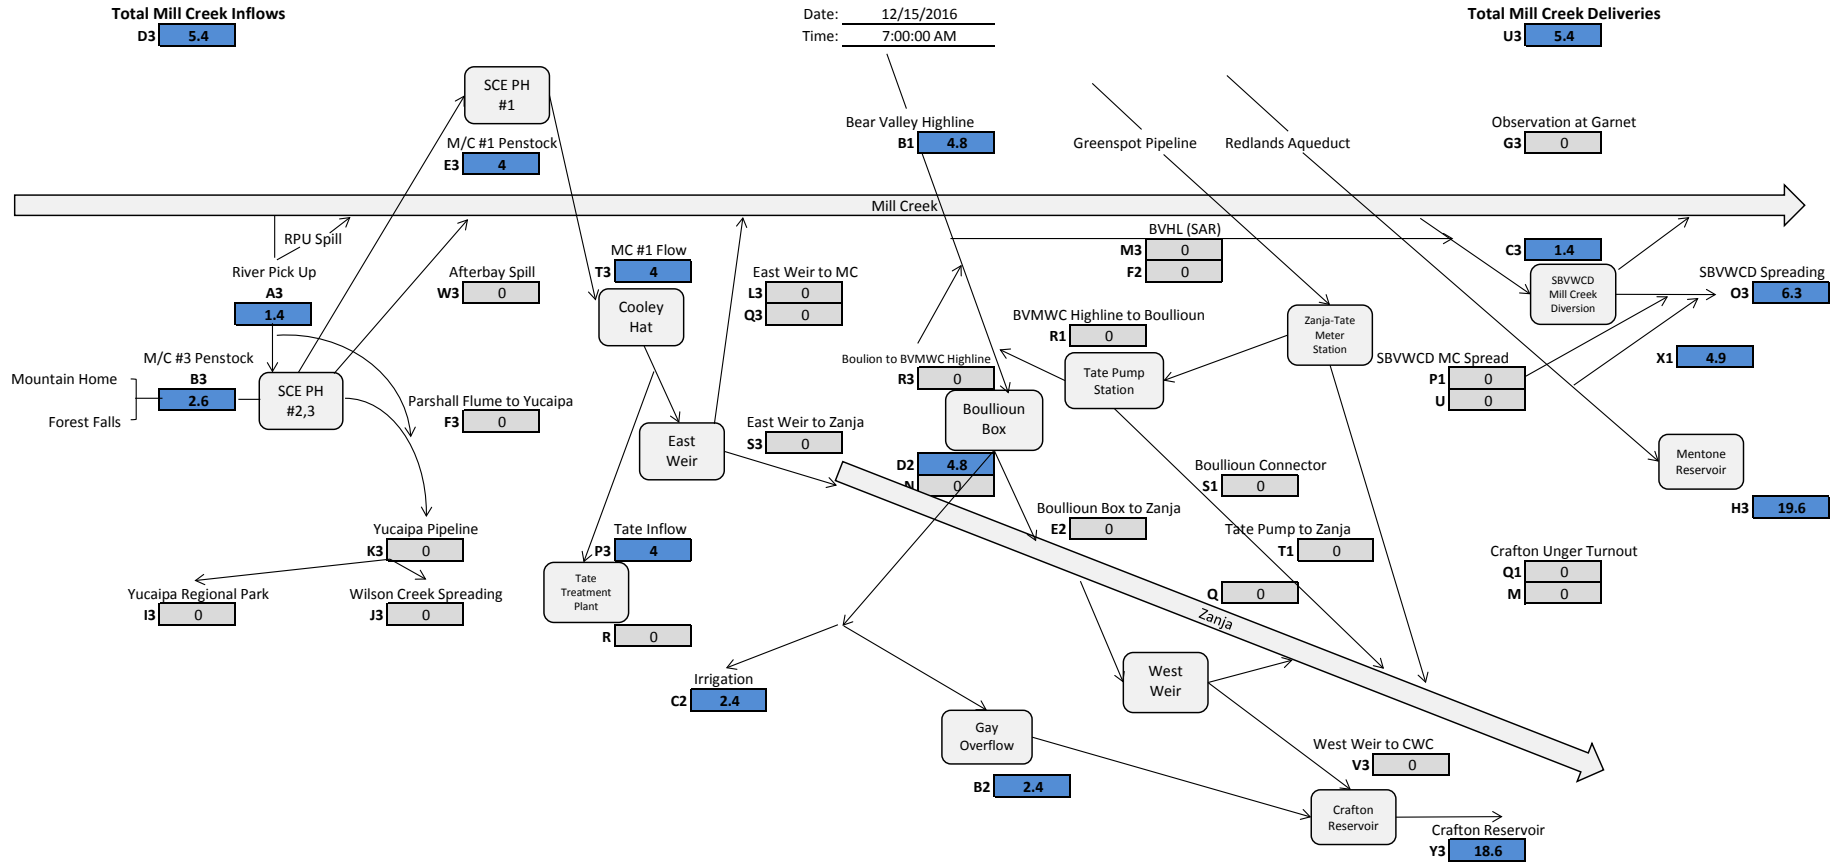 Total Mill Creek Inflows
D3 5.4
Date: 12/15/2016
Time: 7:00:00 AM
Total Mill Creek Deliveries
U3 5.4
SCE PH
#1
M/C #1 Penstock
E3 4
Bear Valley Highline
B1 4.8
Greenspot Pipeline
Redlands Aqueduct
Observation at Garnet
G3 0
Mill Creek
RPU Spill
River Pick Up
A3
1.4
Afterbay Spill
W3 0
MC #1 Flow
T3 4
Cooley
Hat
East Weir to MC
L3 0
Q3 0
BVHL (SAR)
M3 0
F2 0
C3 1.4
SBVWCD
Mill Creek
Diversion
SBVWCD Spreading
O3 6.3
M/C #3 Penstock
B3
2.6
Mountain Home
Forest Falls
SCE PH
#2,3
Parshall Flume to Yucaipa
F3 0
BVMWC Highline to Boullioun
R1 0
Boulion to BVMWC Highline
R3 0
Tate Pump
Station
Zanja-Tate
Meter
Station
SBVWCD MC Spread
P1 0
U 0
X1 4.9
East
Weir
East Weir to Zanja
S3 0
Boullioun
Box
D2 4.8
N 0
Boullioun Connector
S1 0
Mentone
Reservoir
H3 19.6
Yucaipa Pipeline
K3 0
Tate Inflow
P3 4
Boullioun Box to Zanja
E2 0
Tate Pump to Zanja
T1 0
Crafton Unger Turnout
Q1 0
M 0
Yucaipa Regional Park
I3 0
Wilson Creek Spreading
J3 0
Tate
Treatment
Plant
R 0
Q 0
Zanja
Irrigation
C2 2.4
West
Weir
Gay
Overflow
B2 2.4
West Weir to CWC
V3 0
Crafton
Reservoir
Crafton Reservoir
Y3 18.6